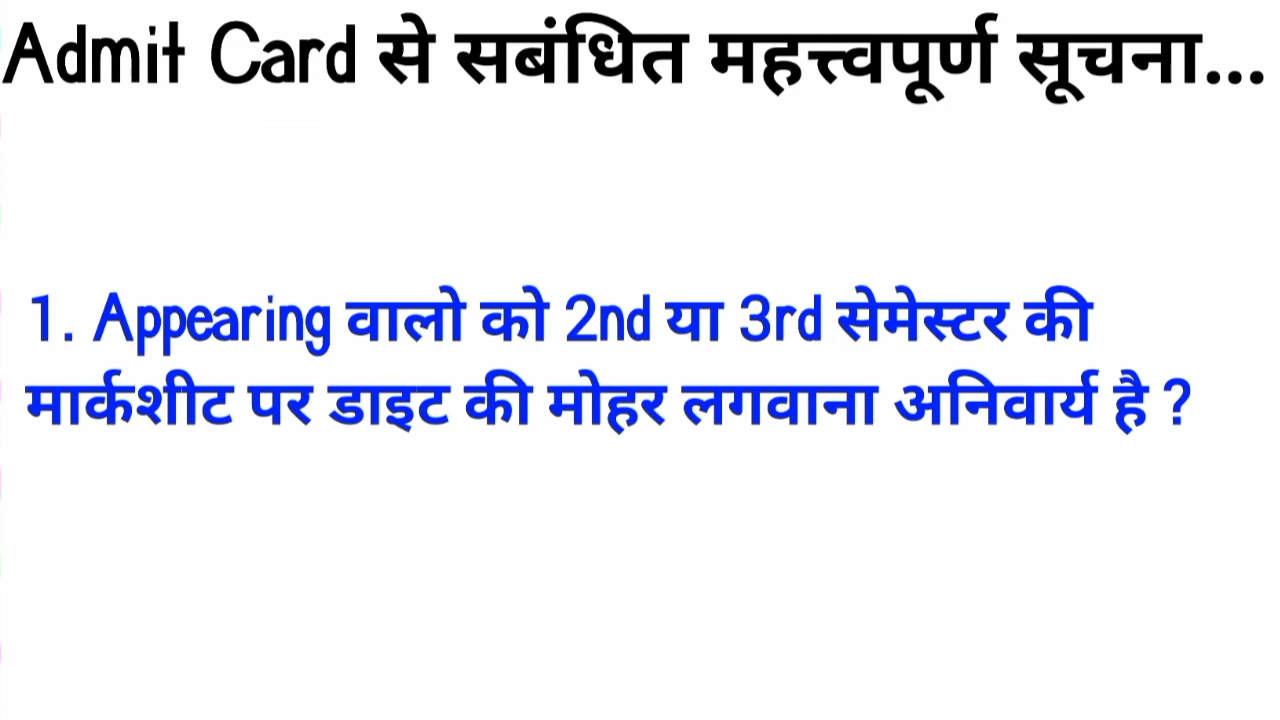 Admit Card से सबंधित महत्त्वपूर्ण सूचना...
1. Appearing वालो को 2nd या 3rd सेमेस्टर की
मार्कशीट पर डाइट की मोहर लगवाना अनिवार्य है ?